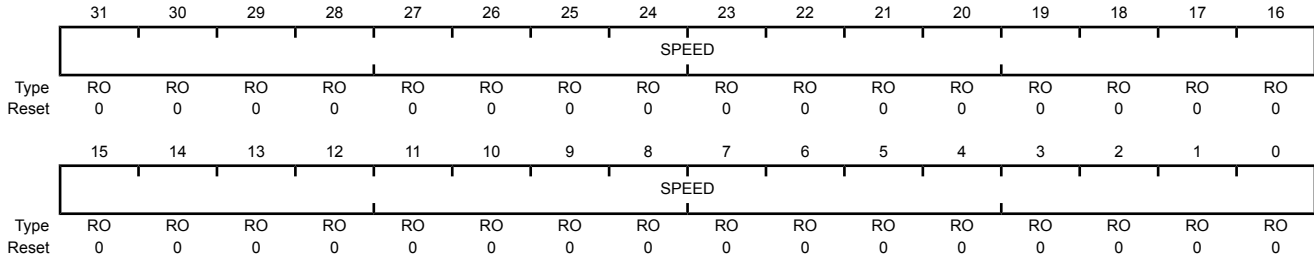 31 30 29 28 27 26 25 24 23 22 21 20 19 18 17 16
SPEED
Type RO RO RO RO RO RO RO RO RO RO RO RO RO RO RO RO
Reset 0 0 0 0 0 0 0 0 0 0 0 0 0 0 0 0
15 14 13 12 11 10 9 8 7 6 5 4 3 2 1 0
SPEED
Type RO RO RO RO RO RO RO RO RO RO RO RO RO RO RO RO
Reset 0 0 0 0 0 0 0 0 0 0 0 0 0 0 0 0